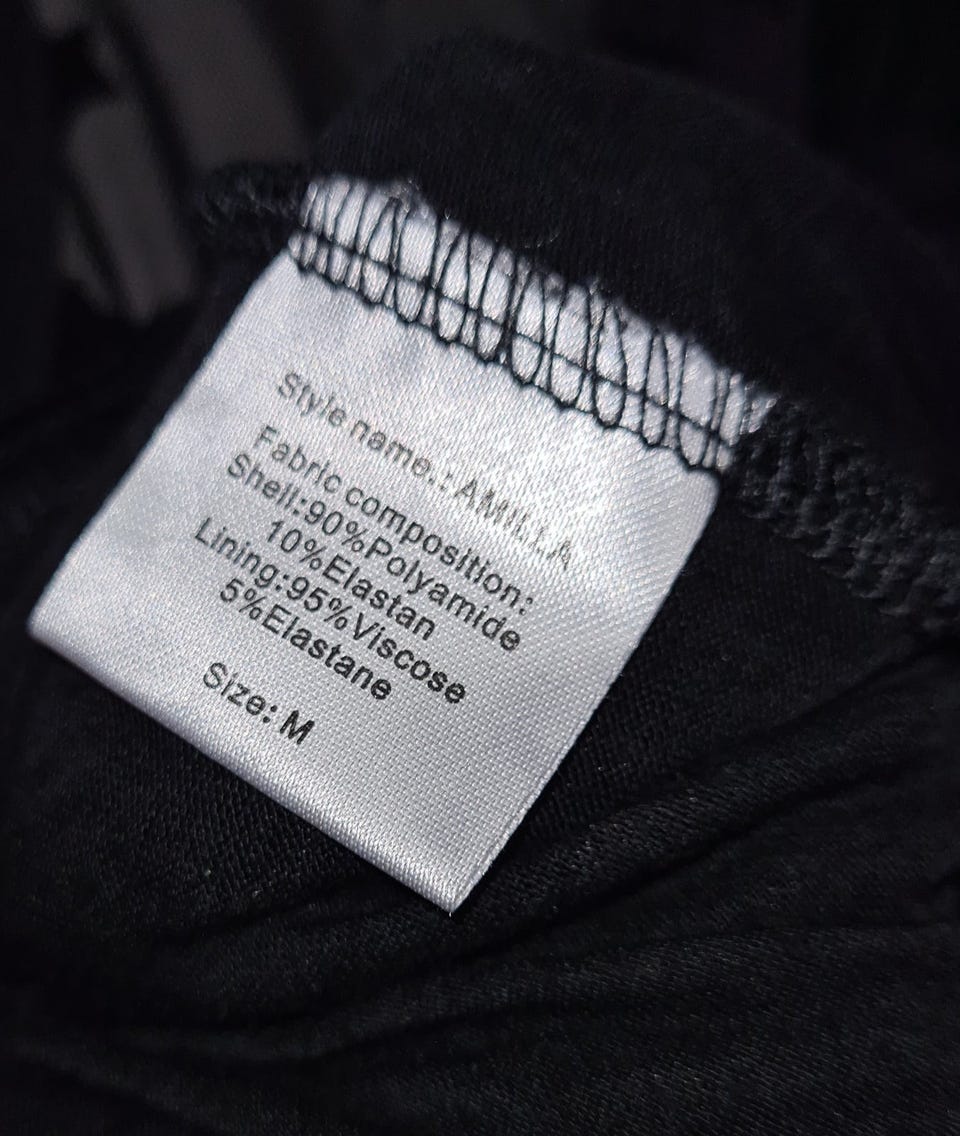 Style name.: AMILLA
Fabric composition:
Shell:90%Polyamide
10%Elastan
Lining:95%Viscose
5%Elastane
Size: M